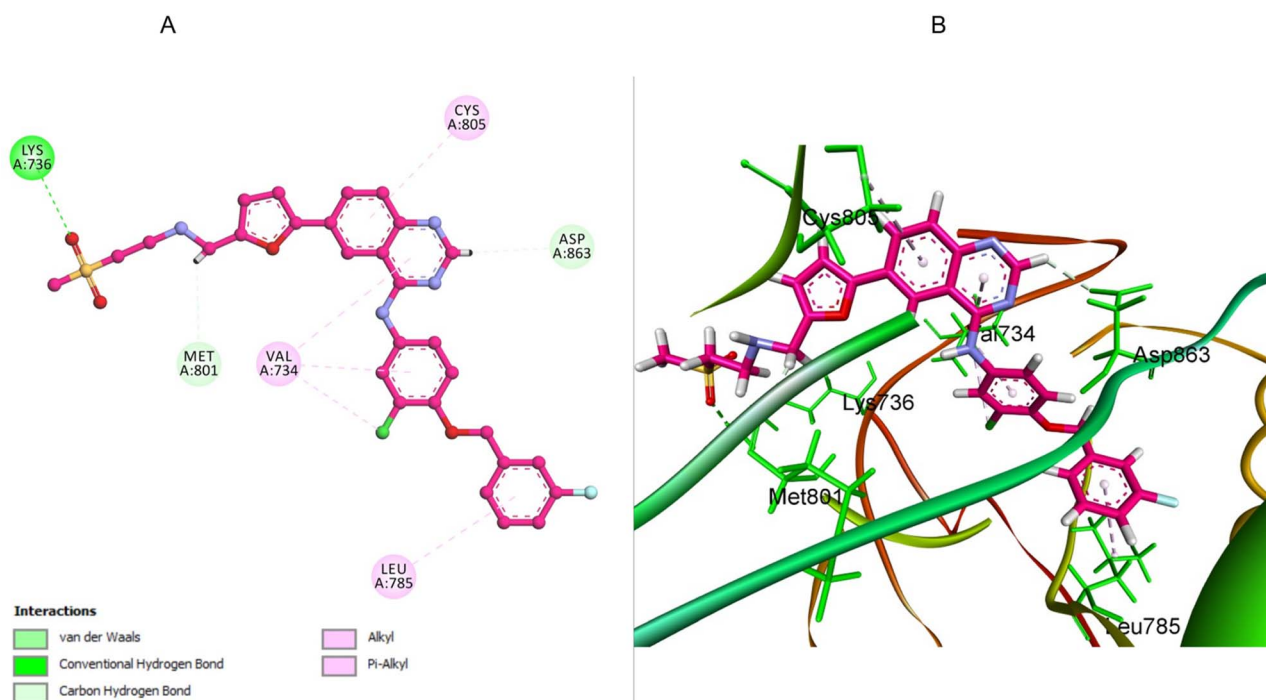 A
B
CYS
A:805
LYS
A:736
ASP
A:863
MET
A:801
VAL
A:734
LEU
A:785
Interactions
van der Waals
Conventional Hydrogen Bond
Carbon Hydrogen Bond
Alkyl
Pi-Alkyl
Cys805
al734
Asp863
Lys736
Met801
Leu785